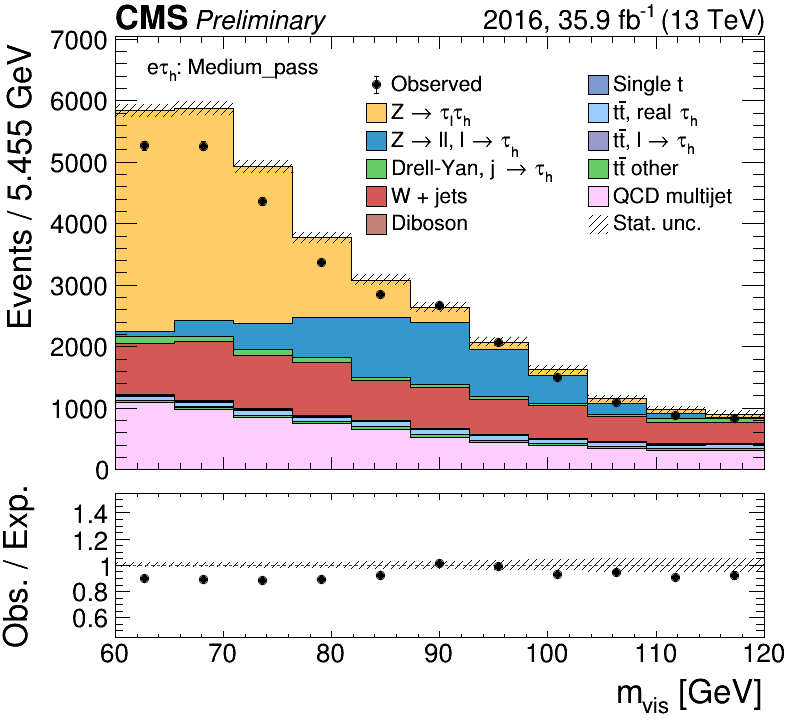 CMS Preliminary 2016, 35.9 fb⁻¹ (13 TeV)
eτₕ: Medium_pass
Observed
Z → τₗτₕ
Z → ll, l → τₕ
Drell-Yan, j → τₕ
W + jets
Diboson
Single t
tt̄, real τₕ
tt̄, l → τₕ
tt̄ other
QCD multijet
Stat. unc.
Events / 5.455 GeV
7000
6000
5000
4000
3000
2000
1000
0
Obs. / Exp.
1.4
1.2
1
0.8
0.6
60 70 80 90 100 110 120
m_vis [GeV]